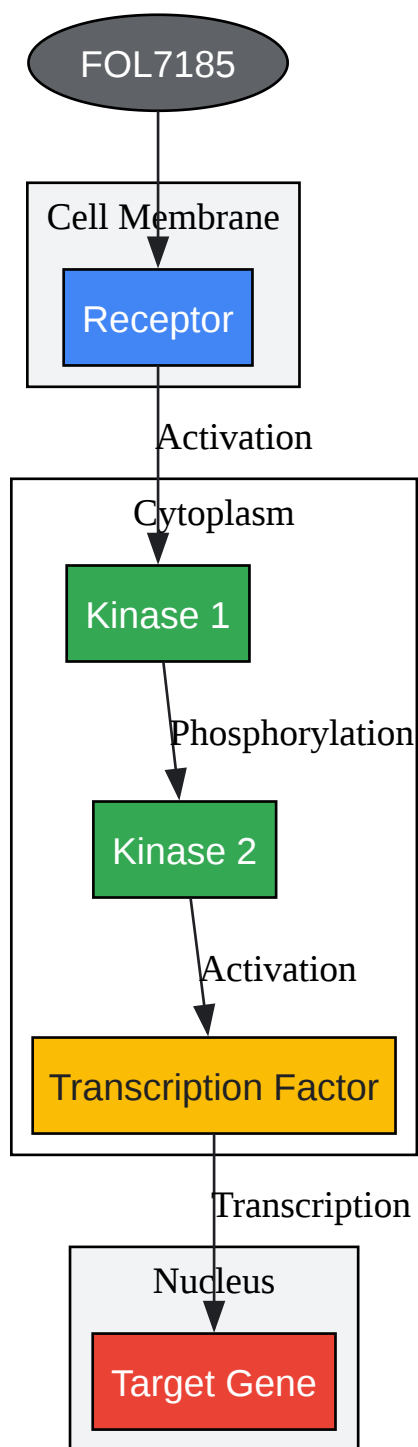 FOL7185
Cell Membrane
Receptor
Activation
Cytoplasm
Kinase 1
Phosphorylation
Kinase 2
Activation
Transcription Factor
Transcription
Nucleus
Target Gene